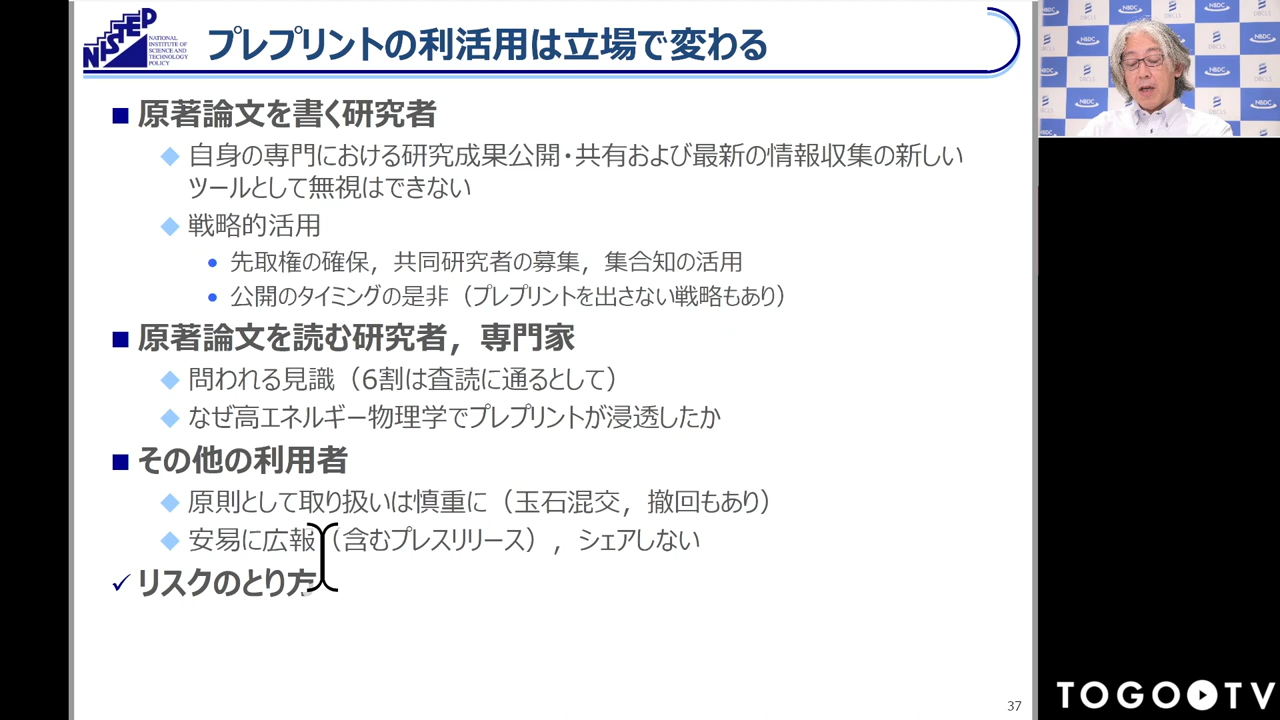 NISTEP
NATIONAL
INSTITUTE OF
SCIENCE AND
TECHNOLOGY
POLICY
プレプリントの利活用は立場で変わる
原著論文を書く研究者
自身の専門における研究成果公開・共有および最新の情報収集の新しい
ツールとして無視はできない
戦略的活用
先取権の確保，共同研究者の募集，集合知の活用
公開のタイミングの是非（プレプリントを出さない戦略もあり）
原著論文を読む研究者，専門家
問われる見識（6割は査読に通るとして）
なぜ高エネルギー物理学でプレプリントが浸透したか
その他の利用者
原則として取り扱いは慎重に（玉石混交，撤回もあり）
安易に広報（含むプレスリリース），シェアしない
リスクのとり方
37
NBDC
DBCLS
TOGOTV